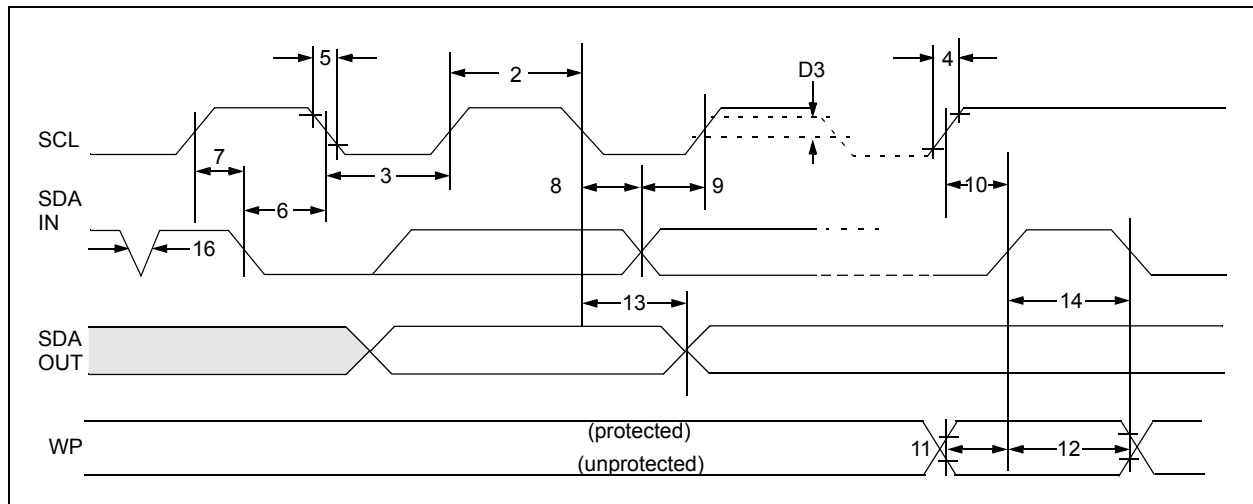 5
2
D3
4
SCL
7
3
8
9
10
SDA
IN
6
16
13
14
SDA
OUT
WP
(protected)
(unprotected)
11
12